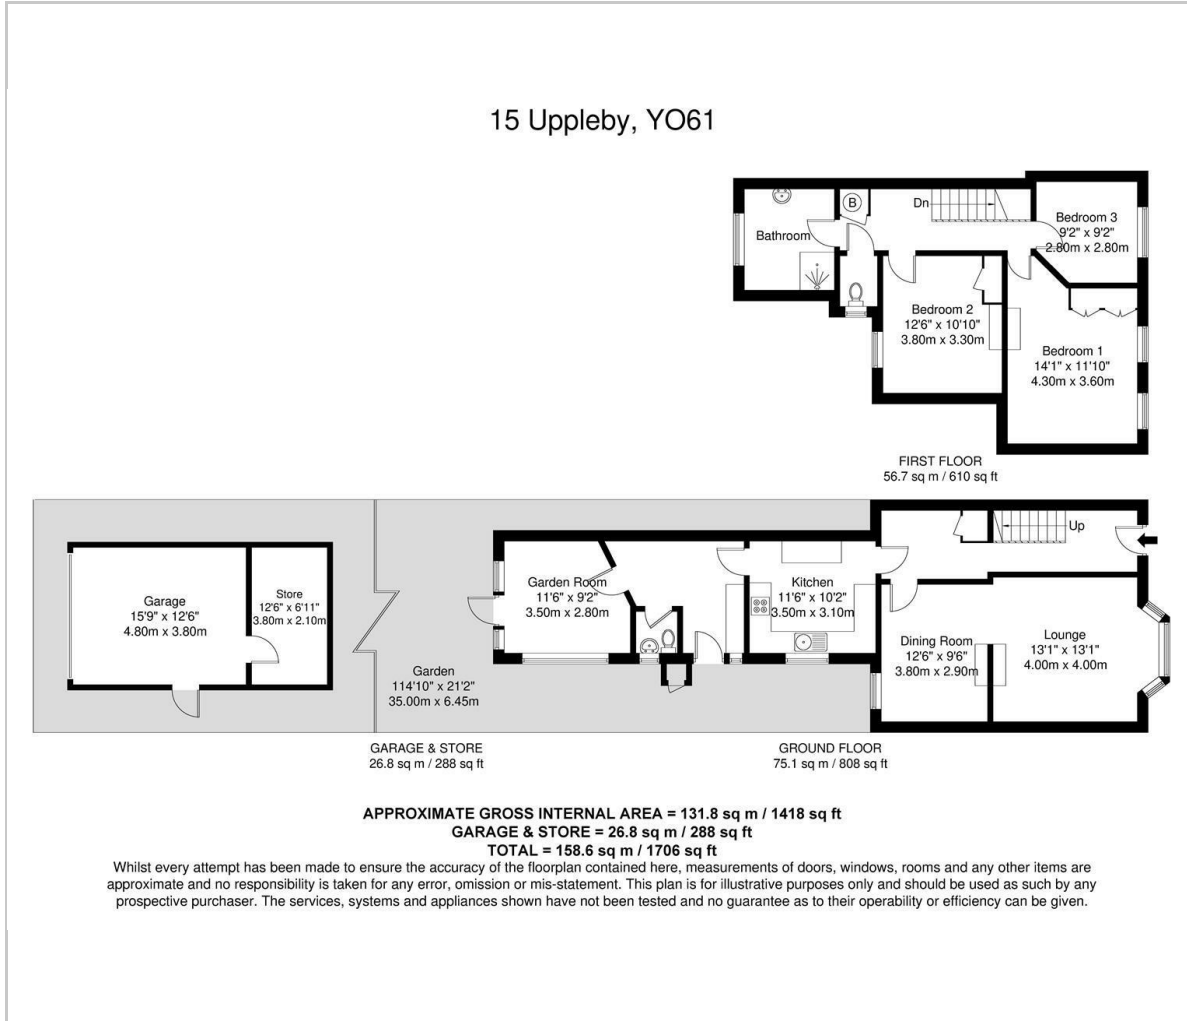 15 Uppleby, YO61
Bathroom
B
Dn
Bedroom 3
9'2" x 9'2"
2.80m x 2.80m
Bedroom 2
12'6" x 10'10"
3.80m x 3.30m
Bedroom 1
14'1" x 11'10"
4.30m x 3.60m
FIRST FLOOR
56.7 sq m / 610 sq ft
Garage
15'9" x 12'6"
4.80m x 3.80m
Store
12'6" x 6'11"
3.80m x 2.10m
Garden
114'10" x 21'2"
35.00m x 6.45m
Garden Room
11'6" x 9'2"
3.50m x 2.80m
Kitchen
11'6" x 10'2"
3.50m x 3.10m
Up
Dining Room
12'6" x 9'6"
3.80m x 2.90m
Lounge
13'1" x 13'1"
4.00m x 4.00m
GARAGE & STORE
26.8 sq m / 288 sq ft
GROUND FLOOR
75.1 sq m / 808 sq ft
APPROXIMATE GROSS INTERNAL AREA = 131.8 sq m / 1418 sq ft
GARAGE & STORE = 26.8 sq m / 288 sq ft
TOTAL = 158.6 sq m / 1706 sq ft
Whilst every attempt has been made to ensure the accuracy of the floorplan contained here, measurements of doors, windows, rooms and any other items are
approximate and no responsibility is taken for any error, omission or mis-statement. This plan is for illustrative purposes only and should be used as such by any
prospective purchaser. The services, systems and appliances shown have not been tested and no guarantee as to their operability or efficiency can be given.